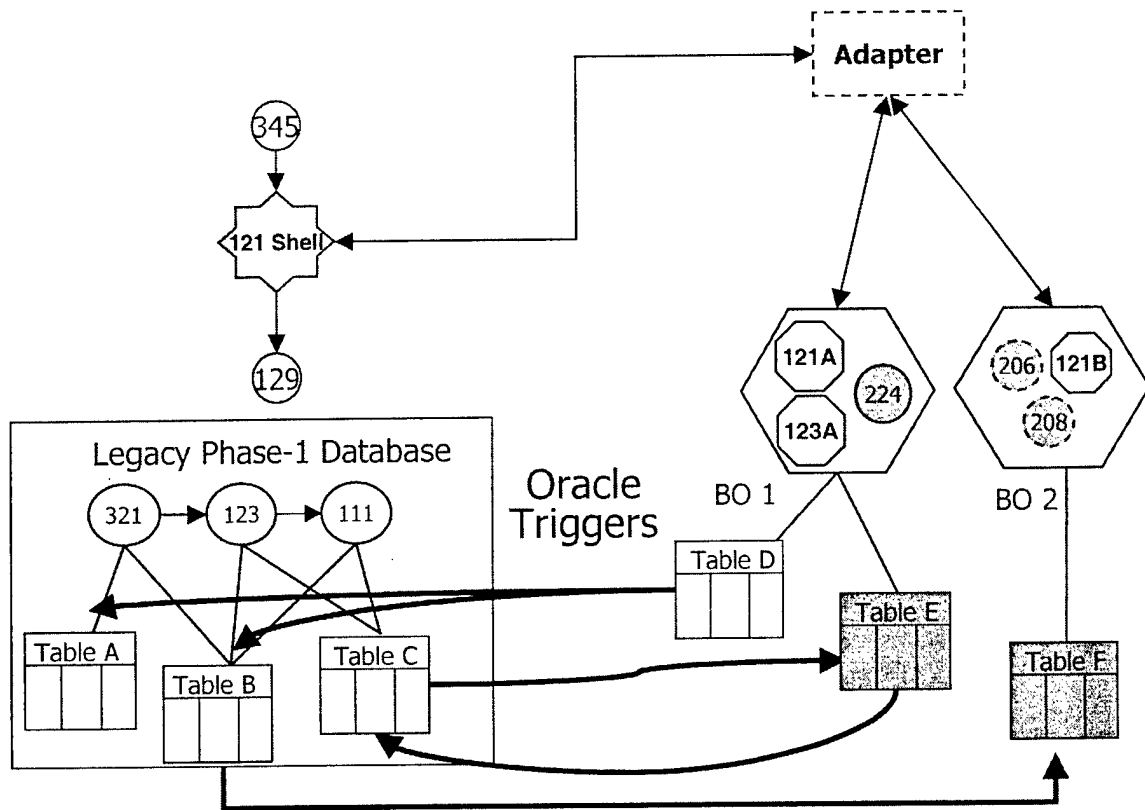 Adapter
345
121 Shell
129
121A
224
123A
206
121B
208
Legacy Phase-1 Database
321
123
111
Oracle
Triggers
BO 1
BO 2
Table D
Table E
Table A
Table B
Table C
Table F